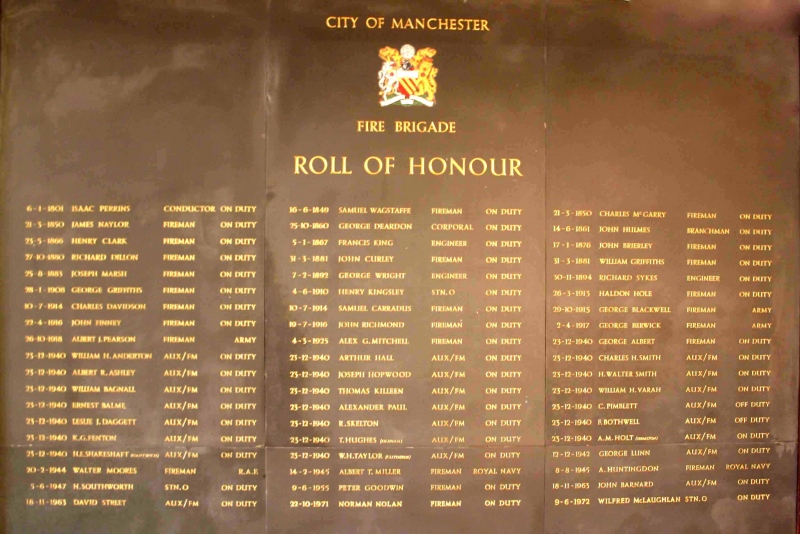 CITY OF MANCHESTER
FIRE BRIGADE
ROLL OF HONOUR
6-1-1801 ISAAC PERRINS CONDUCTOR ON DUTY
21-3-1850 JAMES NAYLOR FIREMAN ON DUTY
23-5-1866 HENRY CLARK FIREMAN ON DUTY
27-10-1880 RICHARD DILLON FIREMAN ON DUTY
25-8-1883 JOSEPH MARSH FIREMAN ON DUTY
28-1-1908 GEORGE GRIFFITHS FIREMAN ON DUTY
10-7-1914 CHARLES DAVIDSON FIREMAN ON DUTY
22-4-1916 JOHN FINNEY FIREMAN ON DUTY
26-10-1918 ALBERT J. PEARSON FIREMAN ARMY
23-12-1940 WILLIAM H. ANDERTON AUX/FM ON DUTY
23-12-1940 ALBERT R. ASHLEY AUX/FM ON DUTY
23-12-1940 WILLIAM BAGNALL AUX/FM ON DUTY
23-12-1940 ERNEST BALME AUX/FM ON DUTY
23-12-1940 LESLIE L. DAGGETT AUX/FM ON DUTY
23-12-1940 K. G. FENTON AUX/FM ON DUTY
23-12-1940 H. E. SHARESHAFT AUX/FM ON DUTY
20-2-1944 WALTER MOORES FIREMAN R.A.F.
5-6-1947 H. SOUTHWORTH STN. O ON DUTY
18-11-1963 DAVID STREET AUX/FM ON DUTY
16-6-1849 SAMUEL WAGSTAFFE FIREMAN ON DUTY
25-10-1860 GEORGE DEARDON CORPORAL ON DUTY
5-1-1867 FRANCIS KING ENGINEER ON DUTY
31-3-1881 JOHN CURLEY FIREMAN ON DUTY
7-2-1892 GEORGE WRIGHT ENGINEER ON DUTY
4-6-1910 HENRY KINGSLEY STN. O ON DUTY
10-7-1914 SAMUEL CARRADUS FIREMAN ON DUTY
19-7-1916 JOHN RICHMOND FIREMAN ON DUTY
4-3-1925 ALEX G. MITCHELL FIREMAN ON DUTY
23-12-1940 ARTHUR HALL AUX/FM ON DUTY
23-12-1940 JOSEPH HOPWOOD AUX/FM ON DUTY
23-12-1940 THOMAS KILLEEN AUX/FM ON DUTY
23-12-1940 ALEXANDER PAUL AUX/FM ON DUTY
23-12-1940 R. SKELTON AUX/FM ON DUTY
23-12-1940 T. HUGHES AUX/FM ON DUTY
23-12-1940 W. H. TAYLOR AUX/FM ON DUTY
14-2-1945 ALBERT T. MILLER FIREMAN ROYAL NAVY
9-6-1955 PETER GOODWIN FIREMAN ON DUTY
22-10-1971 NORMAN NOLAN FIREMAN ON DUTY
21-3-1850 CHARLES McGARRY FIREMAN ON DUTY
14-6-1861 JOHN HULMES BRANCHMAN ON DUTY
17-1-1876 JOHN BRIERLEY FIREMAN ON DUTY
31-3-1881 WILLIAM GRIFFITHS FIREMAN ON DUTY
30-11-1894 RICHARD SYKES ENGINEER ON DUTY
26-3-1913 HALDON HOLE FIREMAN ON DUTY
29-10-1915 GEORGE BLACKWELL FIREMAN ARMY
2-4-1917 GEORGE BERWICK FIREMAN ARMY
23-12-1940 GEORGE ALBERT FIREMAN ON DUTY
23-12-1940 CHARLES H. SMITH AUX/FM ON DUTY
23-12-1940 H. WALTER SMITH AUX/FM ON DUTY
23-12-1940 WILLIAM H. VARAH AUX/FM ON DUTY
23-12-1940 C. PIMBLETT AUX/FM OFF DUTY
23-12-1940 F. BOTHWELL AUX/FM OFF DUTY
23-12-1940 A. M. HOLT AUX/FM ON DUTY
12-12-1942 GEORGE LUNN AUX/FM ON DUTY
8-8-1945 A. HUNTINGDON FIREMAN ROYAL NAVY
18-11-1963 JOHN BARNARD AUX/FM ON DUTY
9-6-1972 WILFRED McLAUGHLAN STN. O ON DUTY